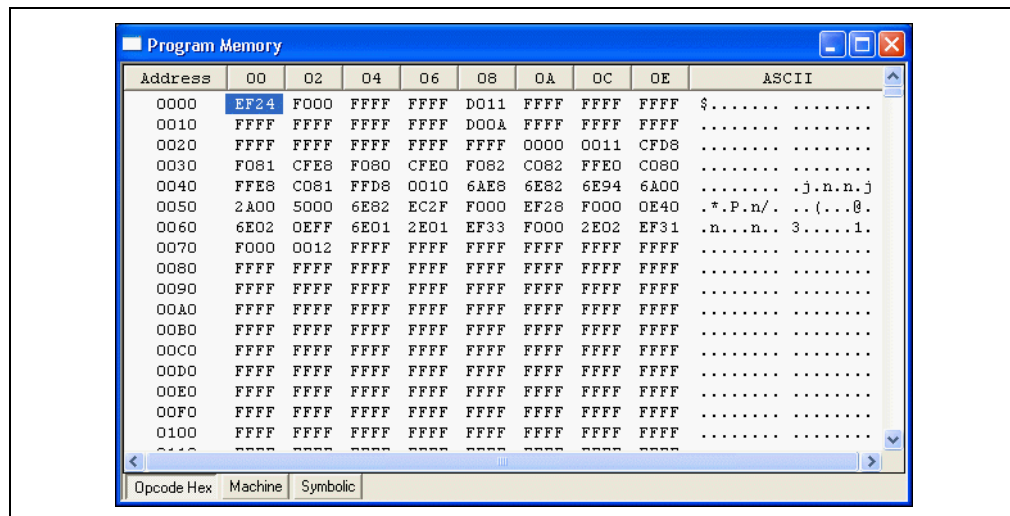 Program Memory
Address 00 02 04 06 08 0A 0C 0E ASCII
0000 EF24 F000 FFFF FFFF D011 FFFF FFFF FFFF $....... ........
0010 FFFF FFFF FFFF FFFF D00A FFFF FFFF FFFF ........ ........
0020 FFFF FFFF FFFF FFFF FFFF 0000 0011 CFD8 ........ ........
0030 F081 CFE8 F080 CFE0 F082 C082 FFE0 C080 ........ ........
0040 FFE8 C081 FFD8 0010 6AE8 6E82 6E94 6A00 ........ .j.n.n.j
0050 2A00 5000 6E82 EC2F F000 EF28 F000 0E40 .*.P.n/. ..(...@.
0060 6E02 0EFF 6E01 2E01 EF33 F000 2E02 EF31 .n...n.. 3.....1.
0070 F000 0012 FFFF FFFF FFFF FFFF FFFF FFFF ........ ........
0080 FFFF FFFF FFFF FFFF FFFF FFFF FFFF FFFF ........ ........
0090 FFFF FFFF FFFF FFFF FFFF FFFF FFFF FFFF ........ ........
00A0 FFFF FFFF FFFF FFFF FFFF FFFF FFFF FFFF ........ ........
00B0 FFFF FFFF FFFF FFFF FFFF FFFF FFFF FFFF ........ ........
00C0 FFFF FFFF FFFF FFFF FFFF FFFF FFFF FFFF ........ ........
00D0 FFFF FFFF FFFF FFFF FFFF FFFF FFFF FFFF ........ ........
00E0 FFFF FFFF FFFF FFFF FFFF FFFF FFFF FFFF ........ ........
00F0 FFFF FFFF FFFF FFFF FFFF FFFF FFFF FFFF ........ ........
0100 FFFF FFFF FFFF FFFF FFFF FFFF FFFF FFFF ........ ........
Opcode Hex Machine Symbolic